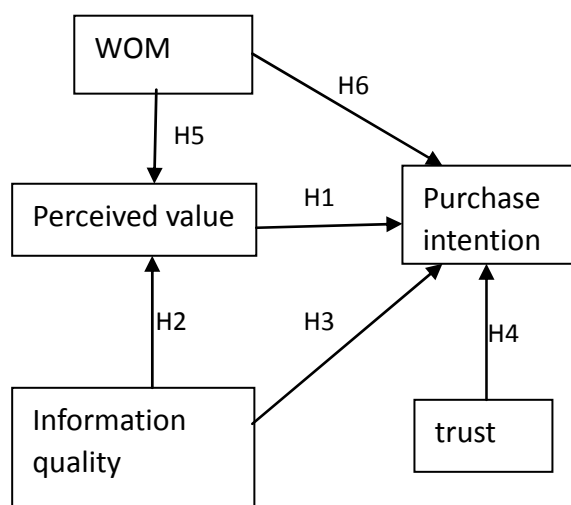 WOM
H6
H5
Perceived value
H1
Purchase
intention
H2
H3
H4
Information
quality
trust